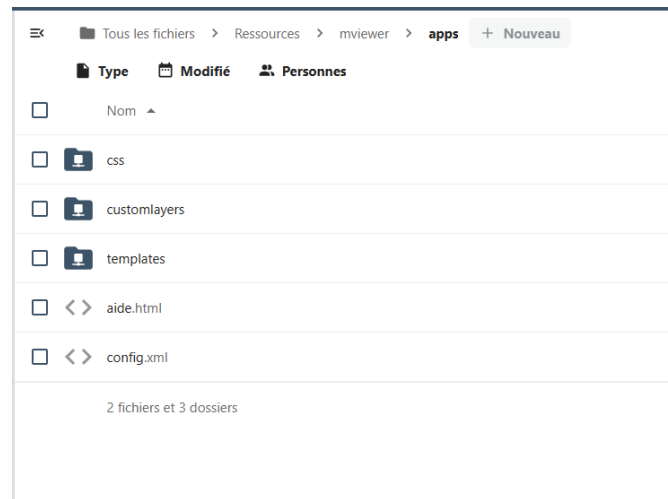 Tous les fichiers > Ressources > mviewer > apps + Nouveau
Type Modifié Personnes
Nom
css
customlayers
templates
aide.html
config.xml
2 fichiers et 3 dossiers